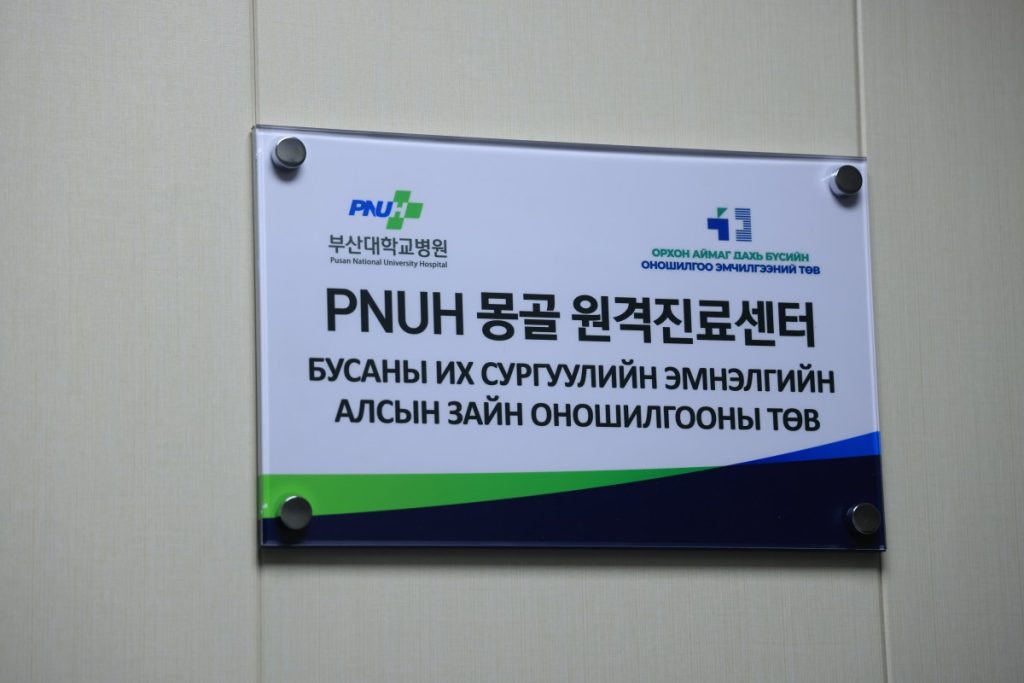 PNUH
부산대학교병원
Pusan National University Hospital
ОРХОН АЙМАГ ДАХЬ БҮСИЙН
ОНОШИЛГОО ЭМЧИЛГЭЭНИЙ ТӨВ
PNUH 몽골 원격진료센터
БУСАНЫ ИХ СУРГУУЛИЙН ЭМНЭЛГИЙН
АЛСЫН ЗАЙН ОНОШИЛГООНЫ ТӨВ